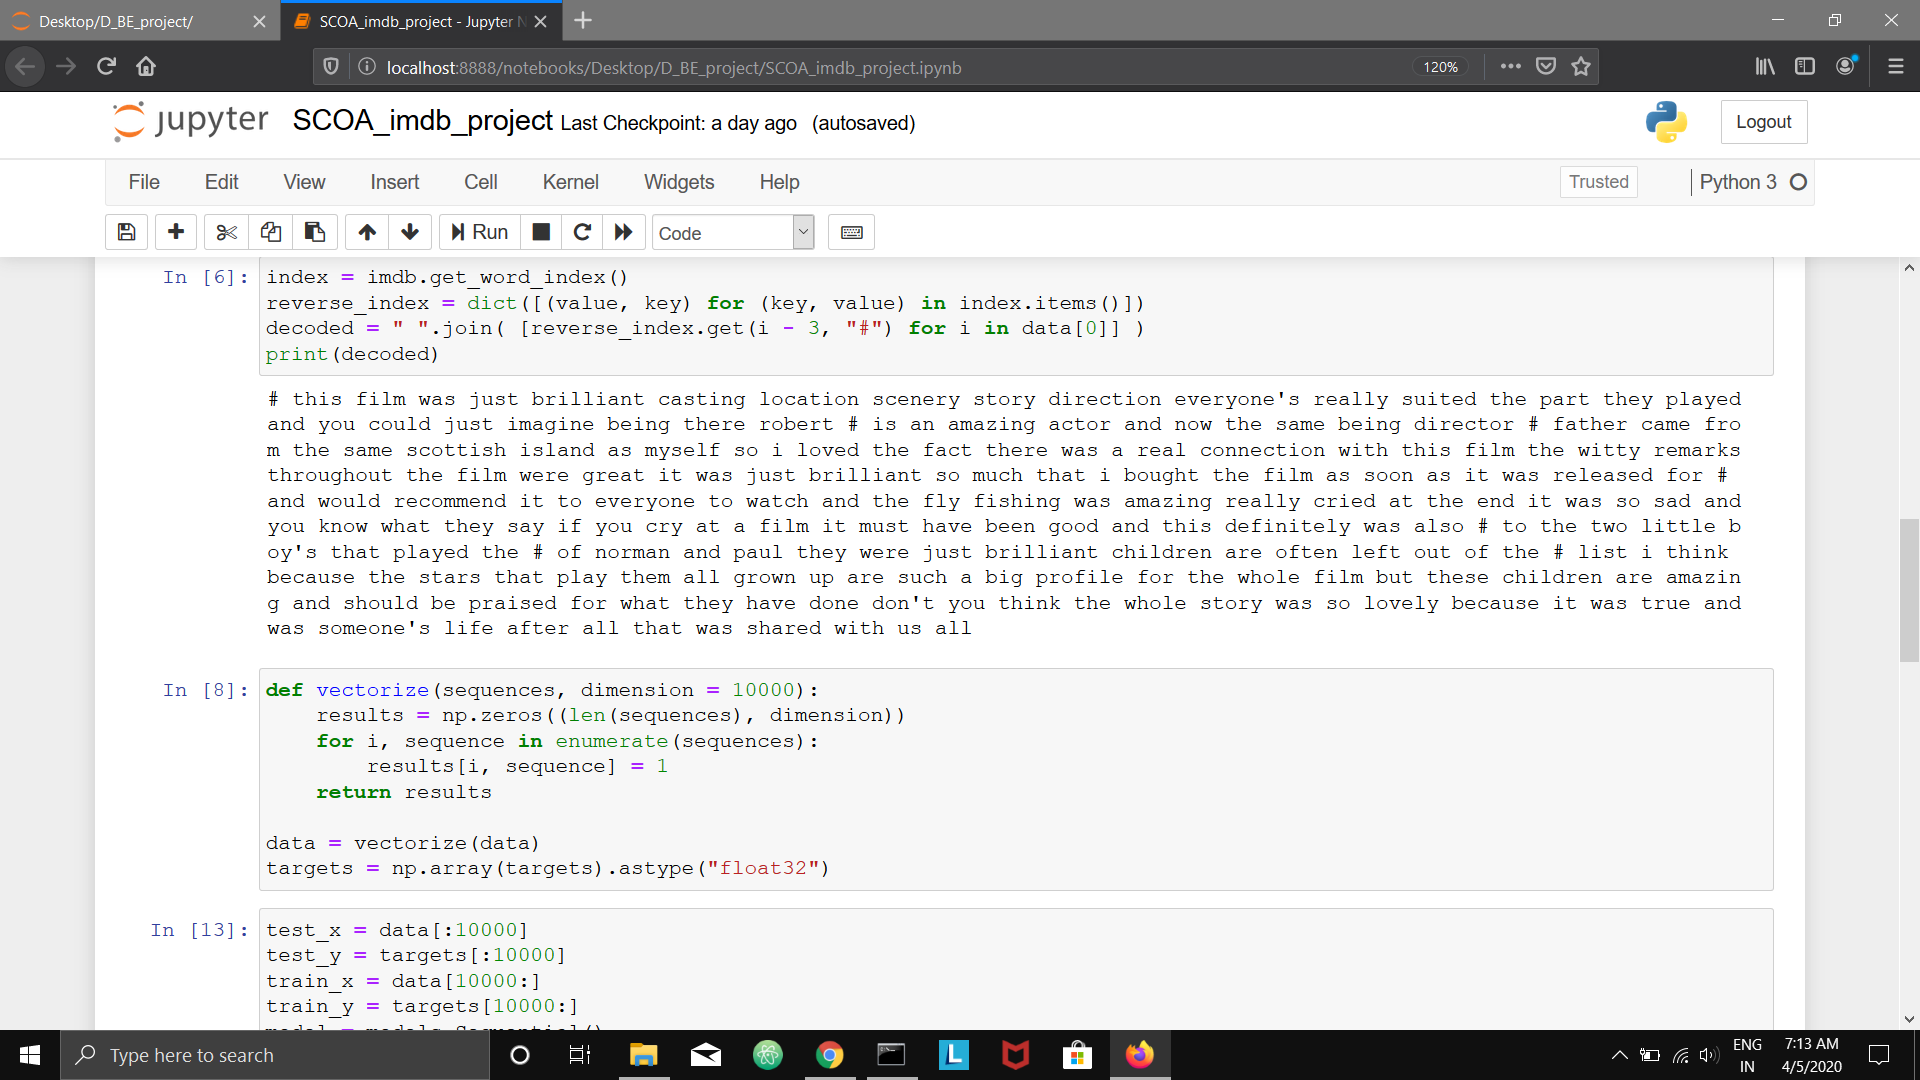 Desktop/D_BE_project/
SCOA_imdb_project - Jupyter N
localhost:8888/notebooks/Desktop/D_BE_project/SCOA_imdb_project.ipynb
120%
jupyter SCOA_imdb_project Last Checkpoint: a day ago (autosaved)
Logout
File Edit View Insert Cell Kernel Widgets Help
Trusted
Python 3
Run
Code
In [6]: index = imdb.get_word_index()
reverse_index = dict([(value, key) for (key, value) in index.items()])
decoded = " ".join( [reverse_index.get(i - 3, "#") for i in data[0]] )
print(decoded)
# this film was just brilliant casting location scenery story direction everyone's really suited the part they played
and you could just imagine being there robert # is an amazing actor and now the same being director # father came fro
m the same scottish island as myself so i loved the fact there was a real connection with this film the witty remarks
throughout the film were great it was just brilliant so much that i bought the film as soon as it was released for #
and would recommend it to everyone to watch and the fly fishing was amazing really cried at the end it was so sad and
you know what they say if you cry at a film it must have been good and this definitely was also # to the two little b
oy's that played the # of norman and paul they were just brilliant children are often left out of the # list i think
because the stars that play them all grown up are such a big profile for the whole film but these children are amazin
g and should be praised for what they have done don't you think the whole story was so lovely because it was true and
was someone's life after all that was shared with us all
In [8]: def vectorize(sequences, dimension = 10000):
    results = np.zeros((len(sequences), dimension))
    for i, sequence in enumerate(sequences):
        results[i, sequence] = 1
    return results
data = vectorize(data)
targets = np.array(targets).astype("float32")
In [13]: test_x = data[:10000]
test_y = targets[:10000]
train_x = data[10000:]
train_y = targets[10000:]
Type here to search
ENG
IN
7:13 AM
4/5/2020